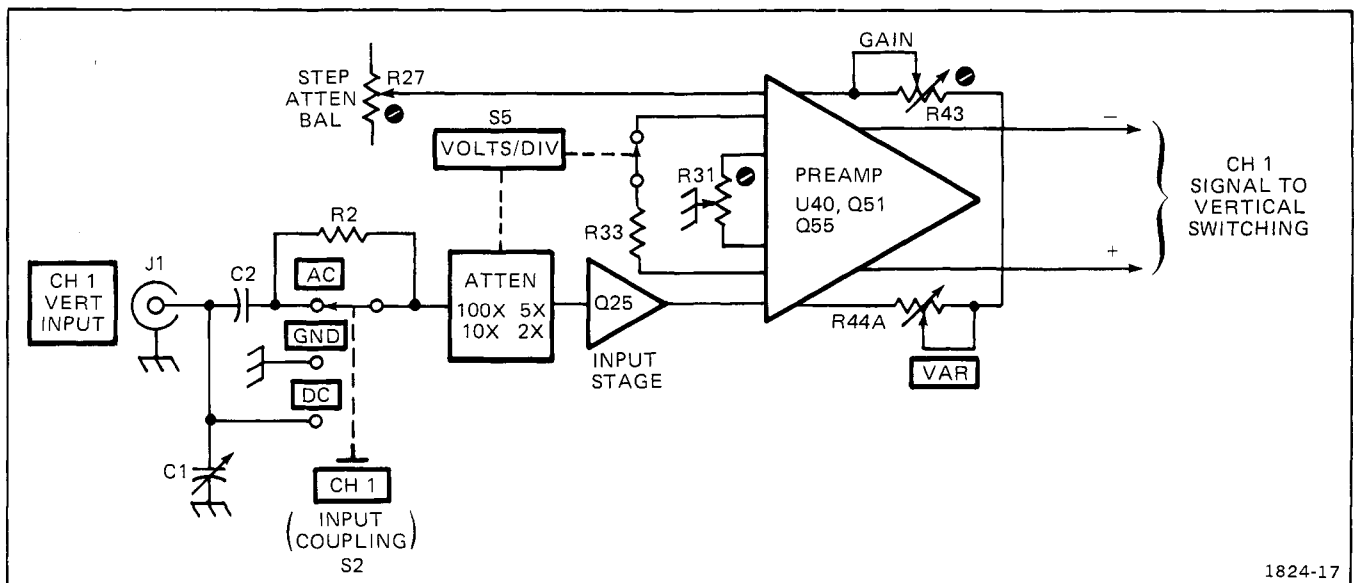 GAIN
STEP
ATTEN
BAL
R27
R43
S5
VOLTS/DIV
R31
PREAMP
U40, Q51
Q55
−
CH 1
SIGNAL TO
VERTICAL
SWITCHING
+
R2
R33
CH 1
VERT
INPUT
J1
C2
AC
GND
DC
ATTEN
100X 5X
10X 2X
Q25
INPUT
STAGE
R44A
VAR
C1
CH 1
(INPUT
COUPLING)
S2
1824-17